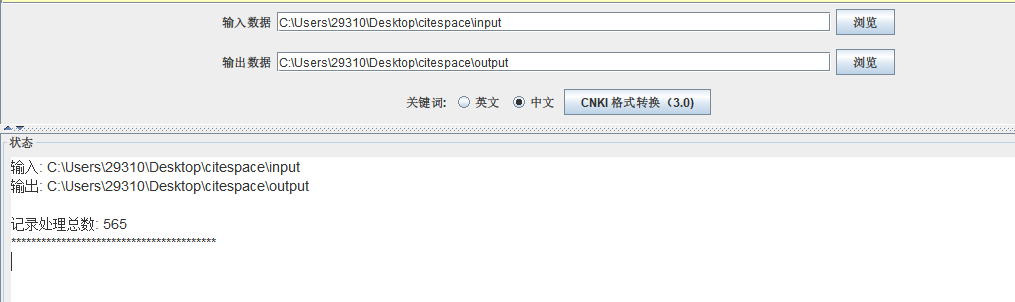 输入数据 C:\Users\29310\Desktop\citespace\input 浏览
输出数据 C:\Users\29310\Desktop\citespace\output 浏览
关键词: 英文 中文 CNKI 格式转换（3.0)
状态
输入: C:\Users\29310\Desktop\citespace\input
输出: C:\Users\29310\Desktop\citespace\output
记录处理总数: 565
*****************************************